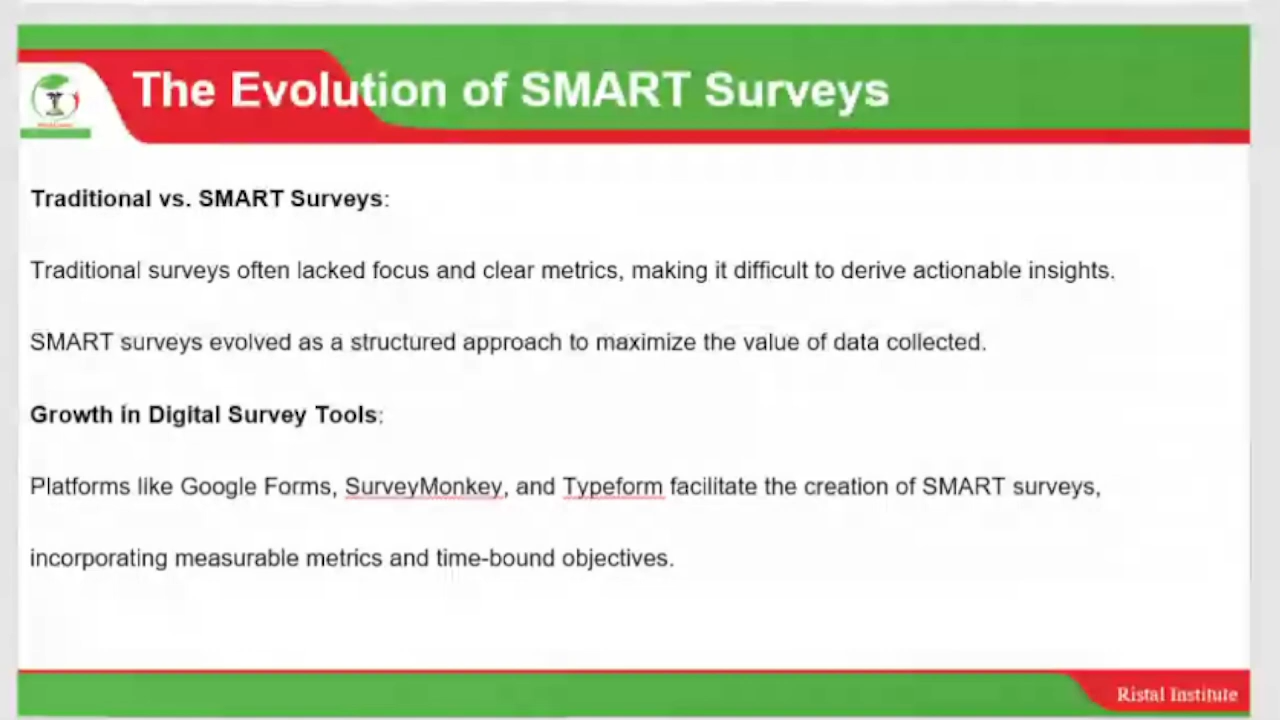 The Evolution of SMART Surveys
Traditional vs. SMART Surveys:
Traditional surveys often lacked focus and clear metrics, making it difficult to derive actionable insights.
SMART surveys evolved as a structured approach to maximize the value of data collected.
Growth in Digital Survey Tools:
Platforms like Google Forms, SurveyMonkey, and Typeform facilitate the creation of SMART surveys,
incorporating measurable metrics and time-bound objectives.
Ristal Institute